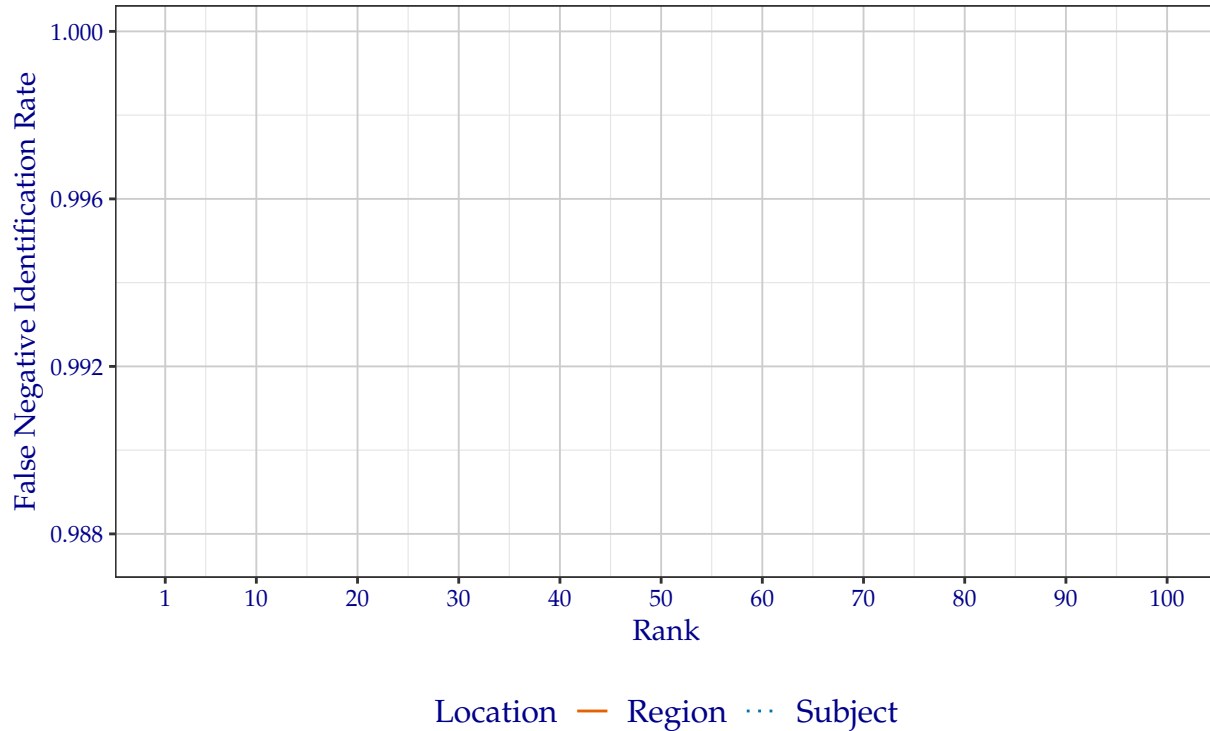 False Negative Identification Rate
1.000
0.996
0.992
0.988
1 10 20 30 40 50 60 70 80 90 100
Rank
Location Region Subject